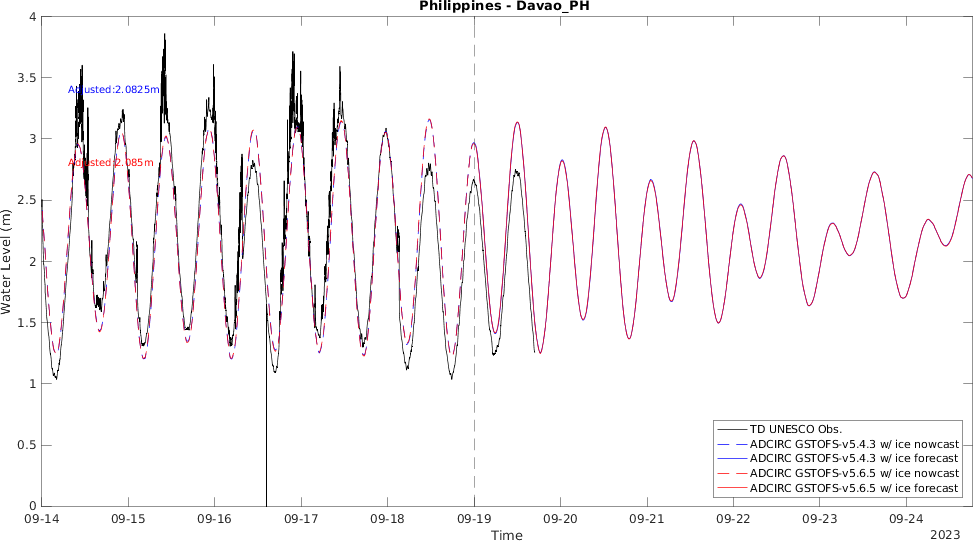 Philippines - Davao_PH
Water Level (m)
4
3.5
3
2.5
2
1.5
1
0.5
0
Adjusted:2.0825m
Adjusted:2.085m
TD UNESCO Obs.
ADCIRC GSTOFS-v5.4.3 w/ ice nowcast
ADCIRC GSTOFS-v5.4.3 w/ ice forecast
ADCIRC GSTOFS-v5.6.5 w/ ice nowcast
ADCIRC GSTOFS-v5.6.5 w/ ice forecast
09-14 09-15 09-16 09-17 09-18 09-19 09-20 09-21 09-22 09-23 09-24
Time
2023